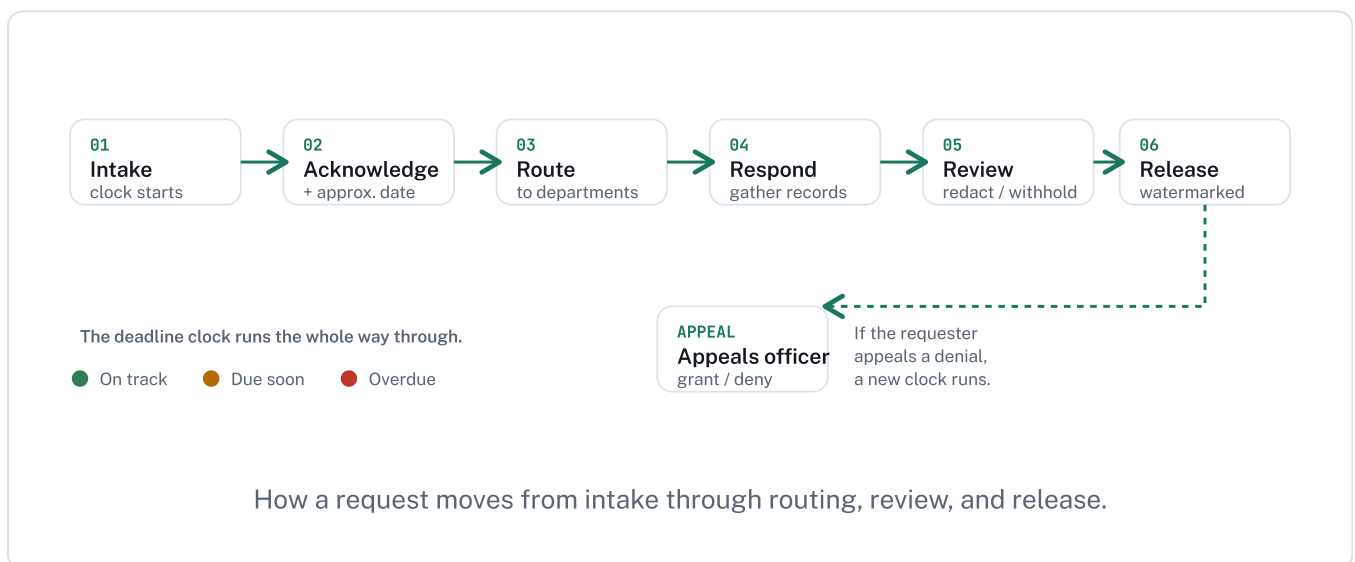 01
Intake
clock starts
02
Acknowledge
+ approx. date
03
Route
to departments
04
Respond
gather records
05
Review
redact / withhold
06
Release
watermarked
The deadline clock runs the whole way through.
On track
Due soon
Overdue
APPEAL
Appeals officer
grant / deny
If the requester
appeals a denial,
a new clock runs.
How a request moves from intake through routing, review, and release.